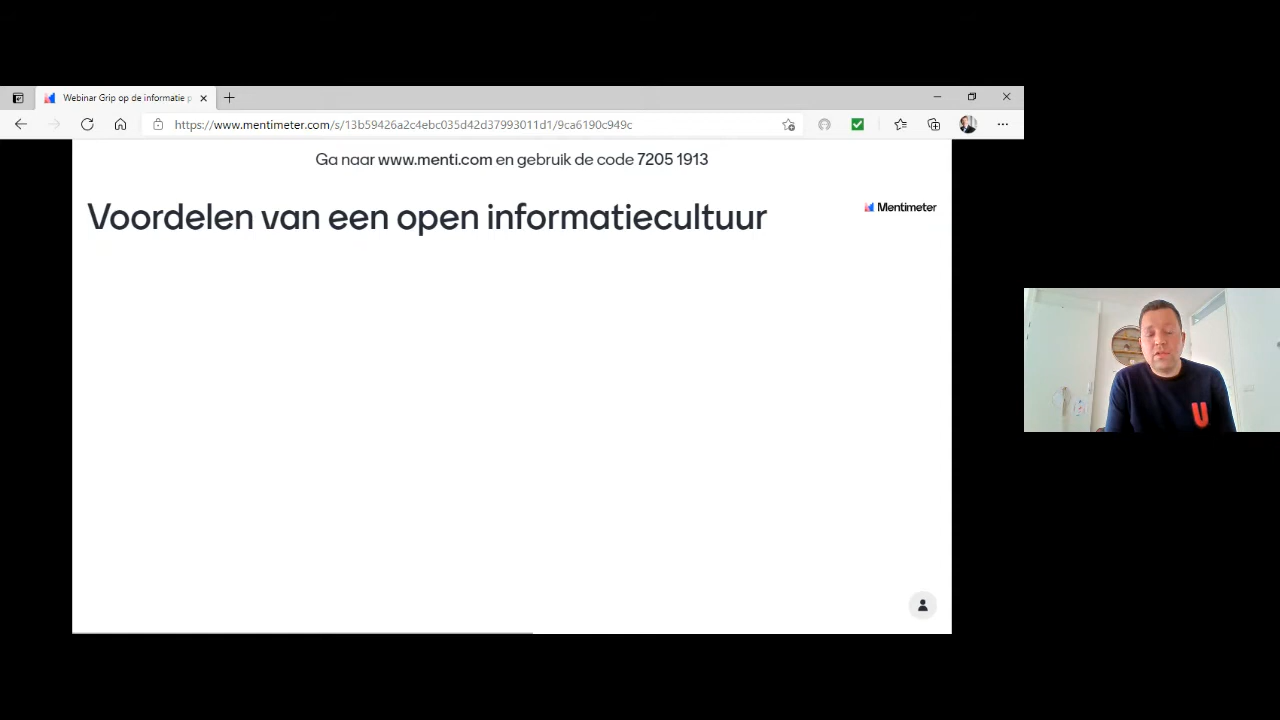 Webinar Grip op de informatie p
https://www.mentimeter.com/s/13b59426a2c4ebc035d42d37993011d1/9ca6190c949c
Ga naar www.menti.com en gebruik de code 7205 1913
Voordelen van een open informatiecultuur
Mentimeter
U